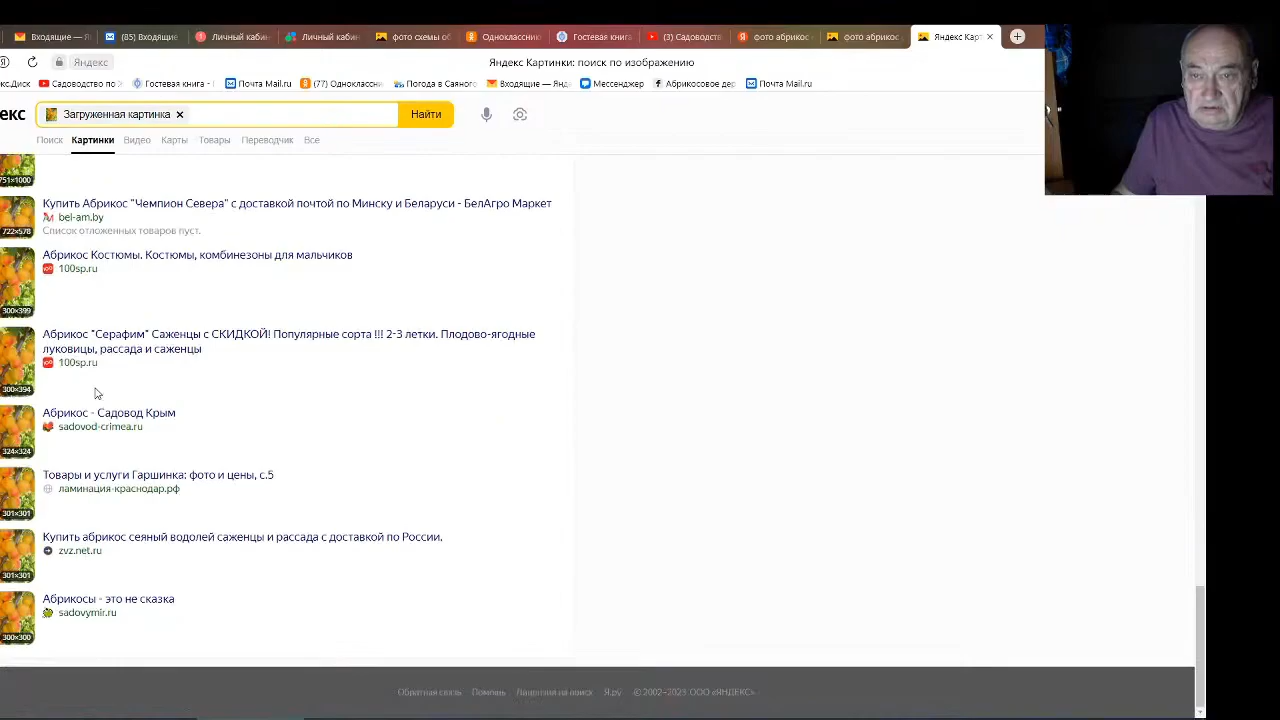 Входящие — Я
(85) Входящие
Личный кабин
Личный кабин
фото схемы об
Одноклассник
Гостевая книга
(3) Садоводств
фото абрикос
фото абрикос
Яндекс Кар
Яндекс
Яндекс Картинки: поиск по изображению
кс.Диск
Садоводство по
Гостевая книга -
Почта Mail.ru
(77) Одноклассн
Погода в Саяног
Входящие — Янд
Мессенджер
Абрикосовое дер
Почта Mail.ru
екс
Загруженная картинка
Найти
Поиск
Картинки
Видео
Карты
Товары
Переводчик
Все
751×1000
Купить Абрикос "Чемпион Севера" с доставкой почтой по Минску и Беларуси - БелАгро Маркет
bel-am.by
Список отложенных товаров пуст.
722×578
Абрикос Костюмы. Костюмы, комбинезоны для мальчиков
100sp.ru
300×399
Абрикос "Серафим" Саженцы с СКИДКОЙ! Популярные сорта !!! 2-3 летки. Плодово-ягодные
луковицы, рассада и саженцы
100sp.ru
300×394
Абрикос - Садовод Крым
sadovod-crimea.ru
324×324
Товары и услуги Гаршинка: фото и цены, с.5
ламинация-краснодар.рф
301×301
Купить абрикос сеяный водолей саженцы и рассада с доставкой по России.
zvz.net.ru
301×301
Абрикосы - это не сказка
sadovymir.ru
300×300
Обратная связь
Помощь
Лицензия на поиск
Я.ру
© 2002–2023 ООО «ЯНДЕКС»